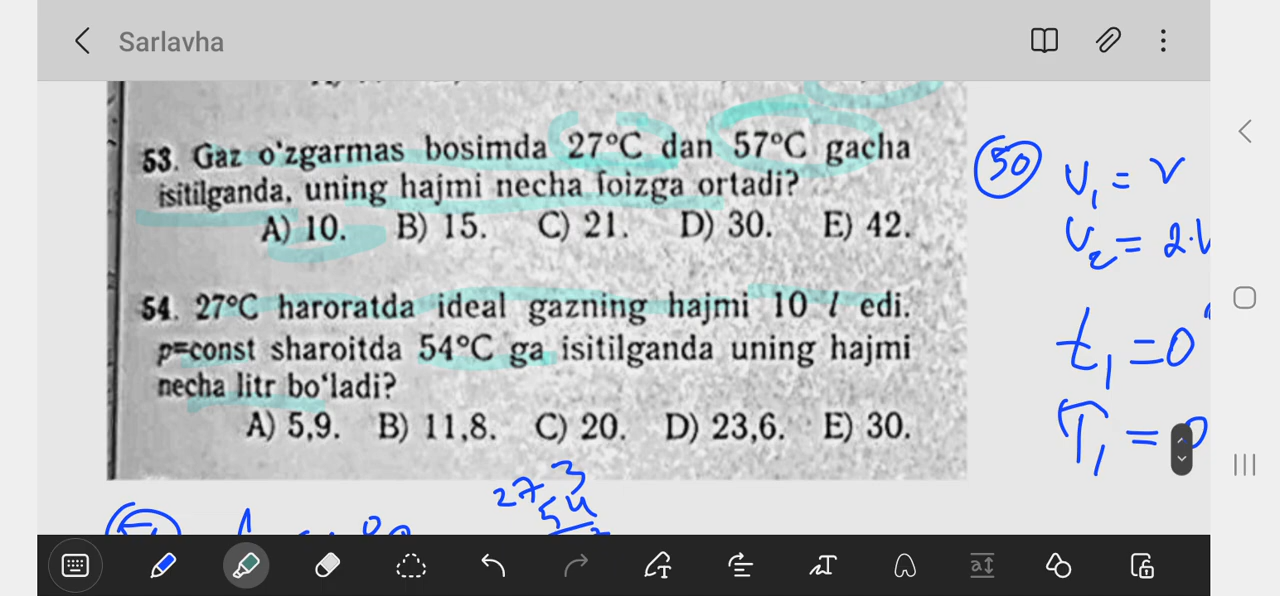 Sarlavha
53. Gaz o'zgarmas bosimda 27°C dan 57°C gacha
isitilganda, uning hajmi necha foizga ortadi?
A) 10. B) 15. C) 21. D) 30. E) 42.
54. 27°C haroratda ideal gazning hajmi 10 l edi.
p=const sharoitda 54°C ga isitilganda uning hajmi
necha litr bo'ladi?
A) 5,9. B) 11,8. C) 20. D) 23,6. E) 30.
50
V₁ = V
V₂ = 2·V
t₁ = 0°
T₁ =
273
54